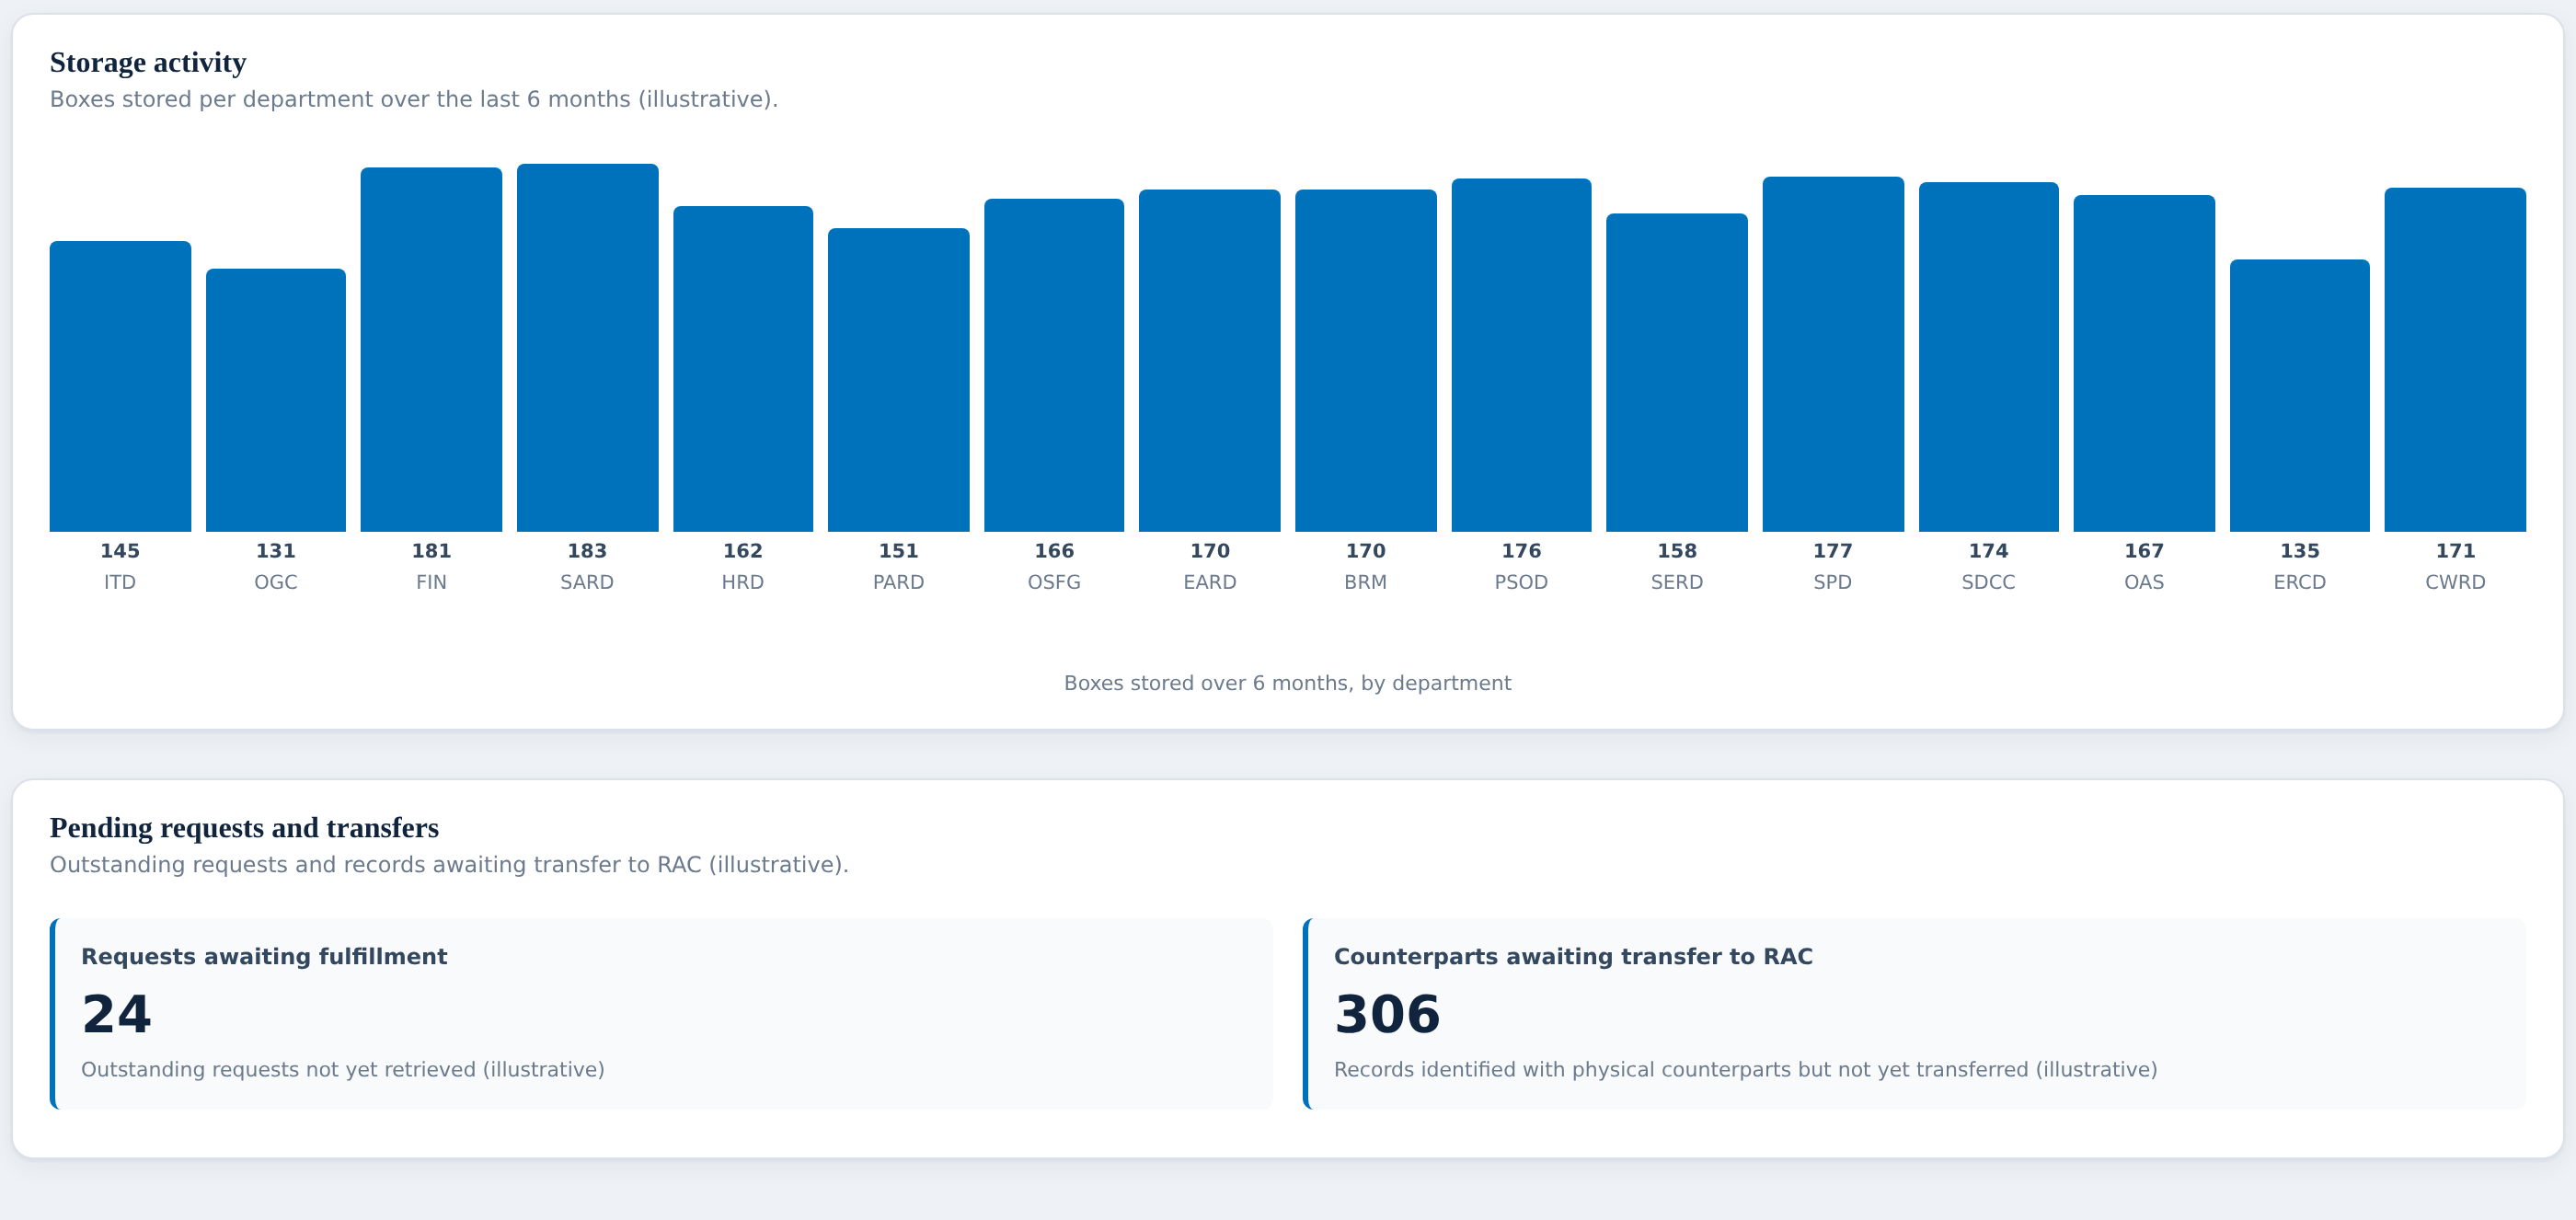 Storage activity
Boxes stored per department over the last 6 months (illustrative).
145 131 181 183 162 151 166 170 170 176 158 177 174 167 135 171
ITD OGC FIN SARD HRD PARD OSFG EARD BRM PSOD SERD SPD SDCC OAS ERCD CWRD
Boxes stored over 6 months, by department
Pending requests and transfers
Outstanding requests and records awaiting transfer to RAC (illustrative).
Requests awaiting fulfillment
24
Outstanding requests not yet retrieved (illustrative)
Counterparts awaiting transfer to RAC
306
Records identified with physical counterparts but not yet transferred (illustrative)